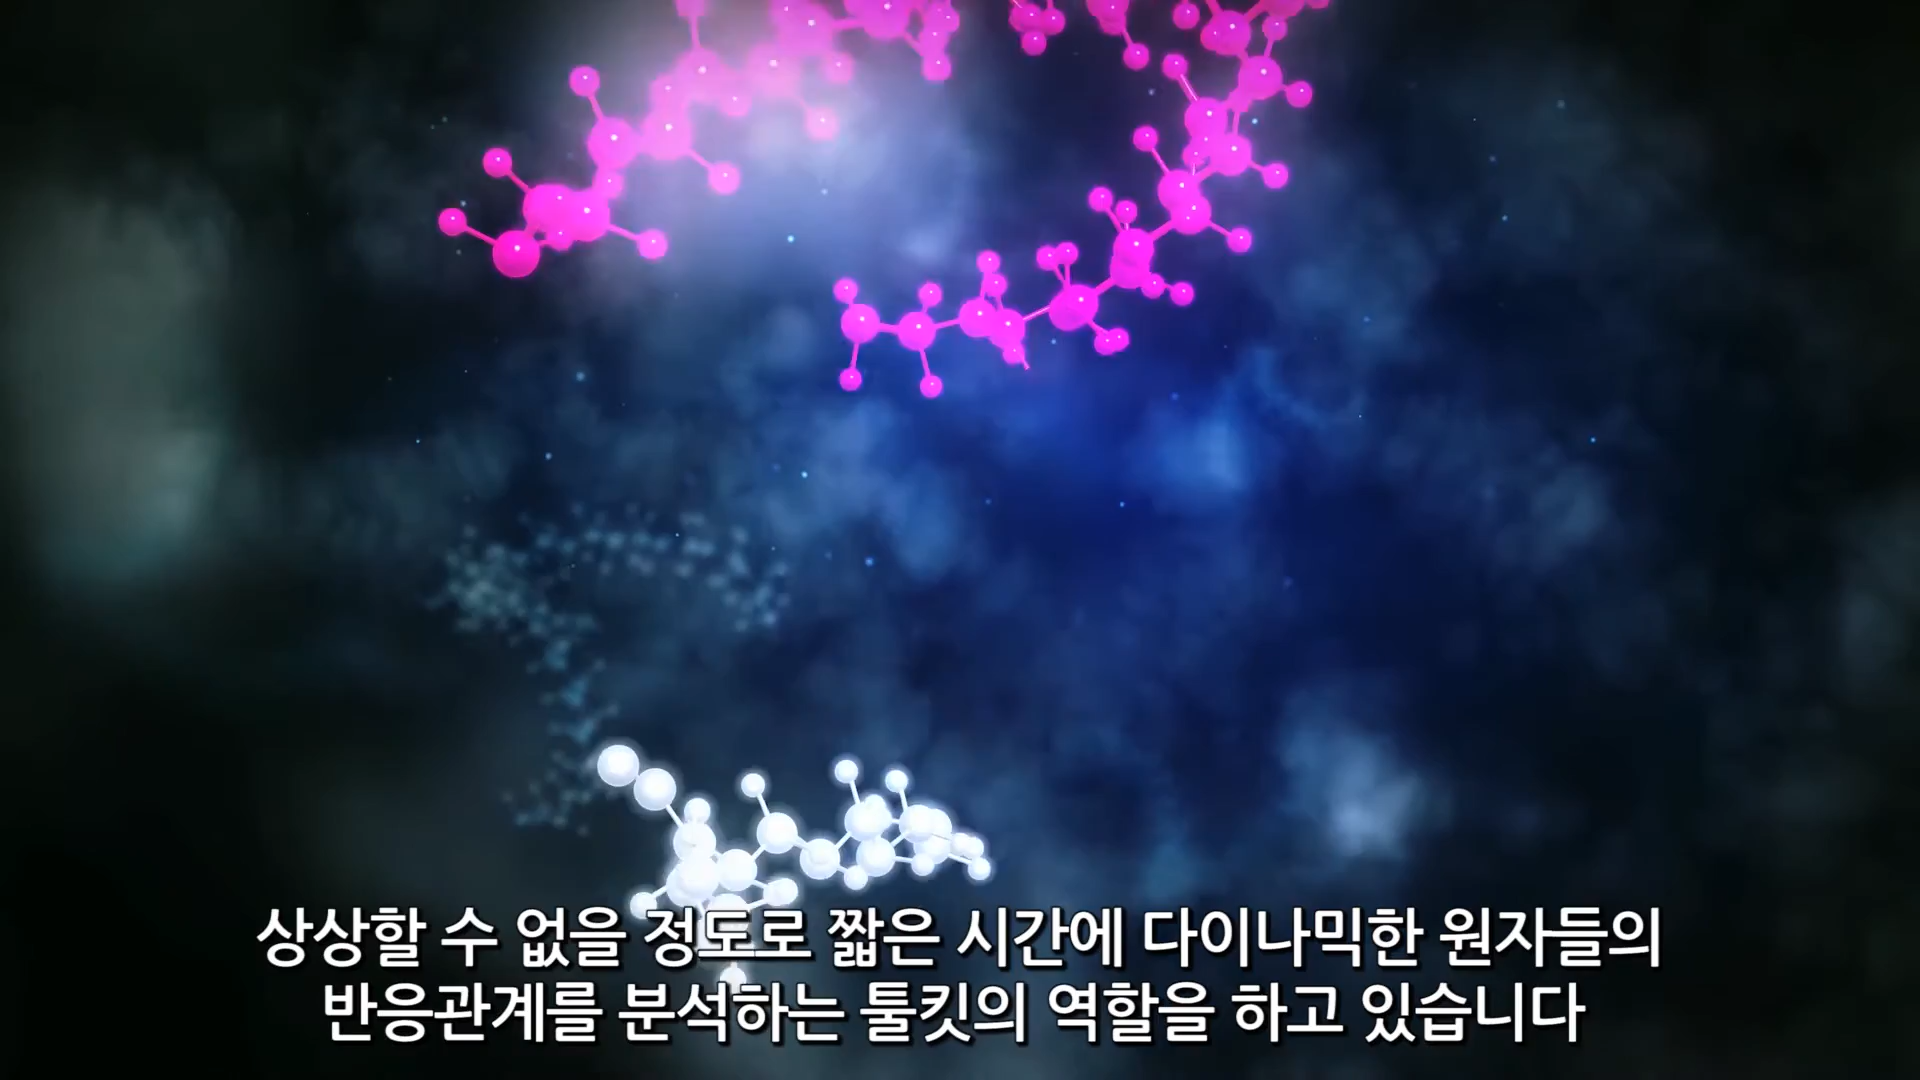 상상할 수 없을 정도로 짧은 시간에 다이나믹한 원자들의
반응관계를 분석하는 툴킷의 역할을 하고 있습니다